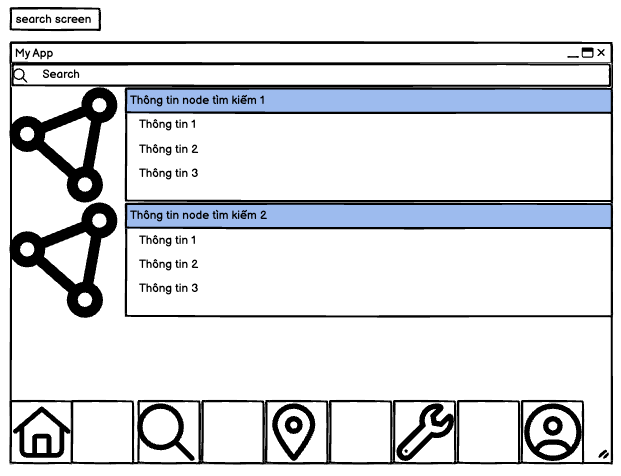 search screen
My App
Search
Thông tin node tìm kiếm 1
Thông tin 1
Thông tin 2
Thông tin 3
Thông tin node tìm kiếm 2
Thông tin 1
Thông tin 2
Thông tin 3